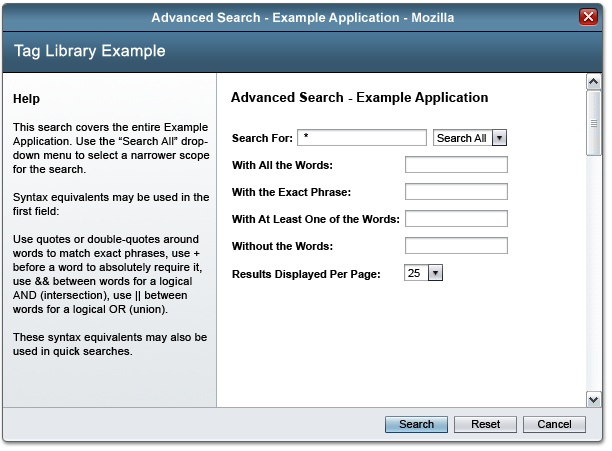 Advanced Search - Example Application - Mozilla
Tag Library Example
Help
This search covers the entire Example
Application. Use the “Search All” drop-
down menu to select a narrower scope
for the search.
Syntax equivalents may be used in the
first field:
Use quotes or double-quotes around
words to match exact phrases, use +
before a word to absolutely require it,
use && between words for a logical
AND (intersection), use || between
words for a logical OR (union).
These syntax equivalents may also be
used in quick searches.
Advanced Search - Example Application
Search For: * Search All
With All the Words:
With the Exact Phrase:
With At Least One of the Words:
Without the Words:
Results Displayed Per Page: 25
Search Reset Cancel